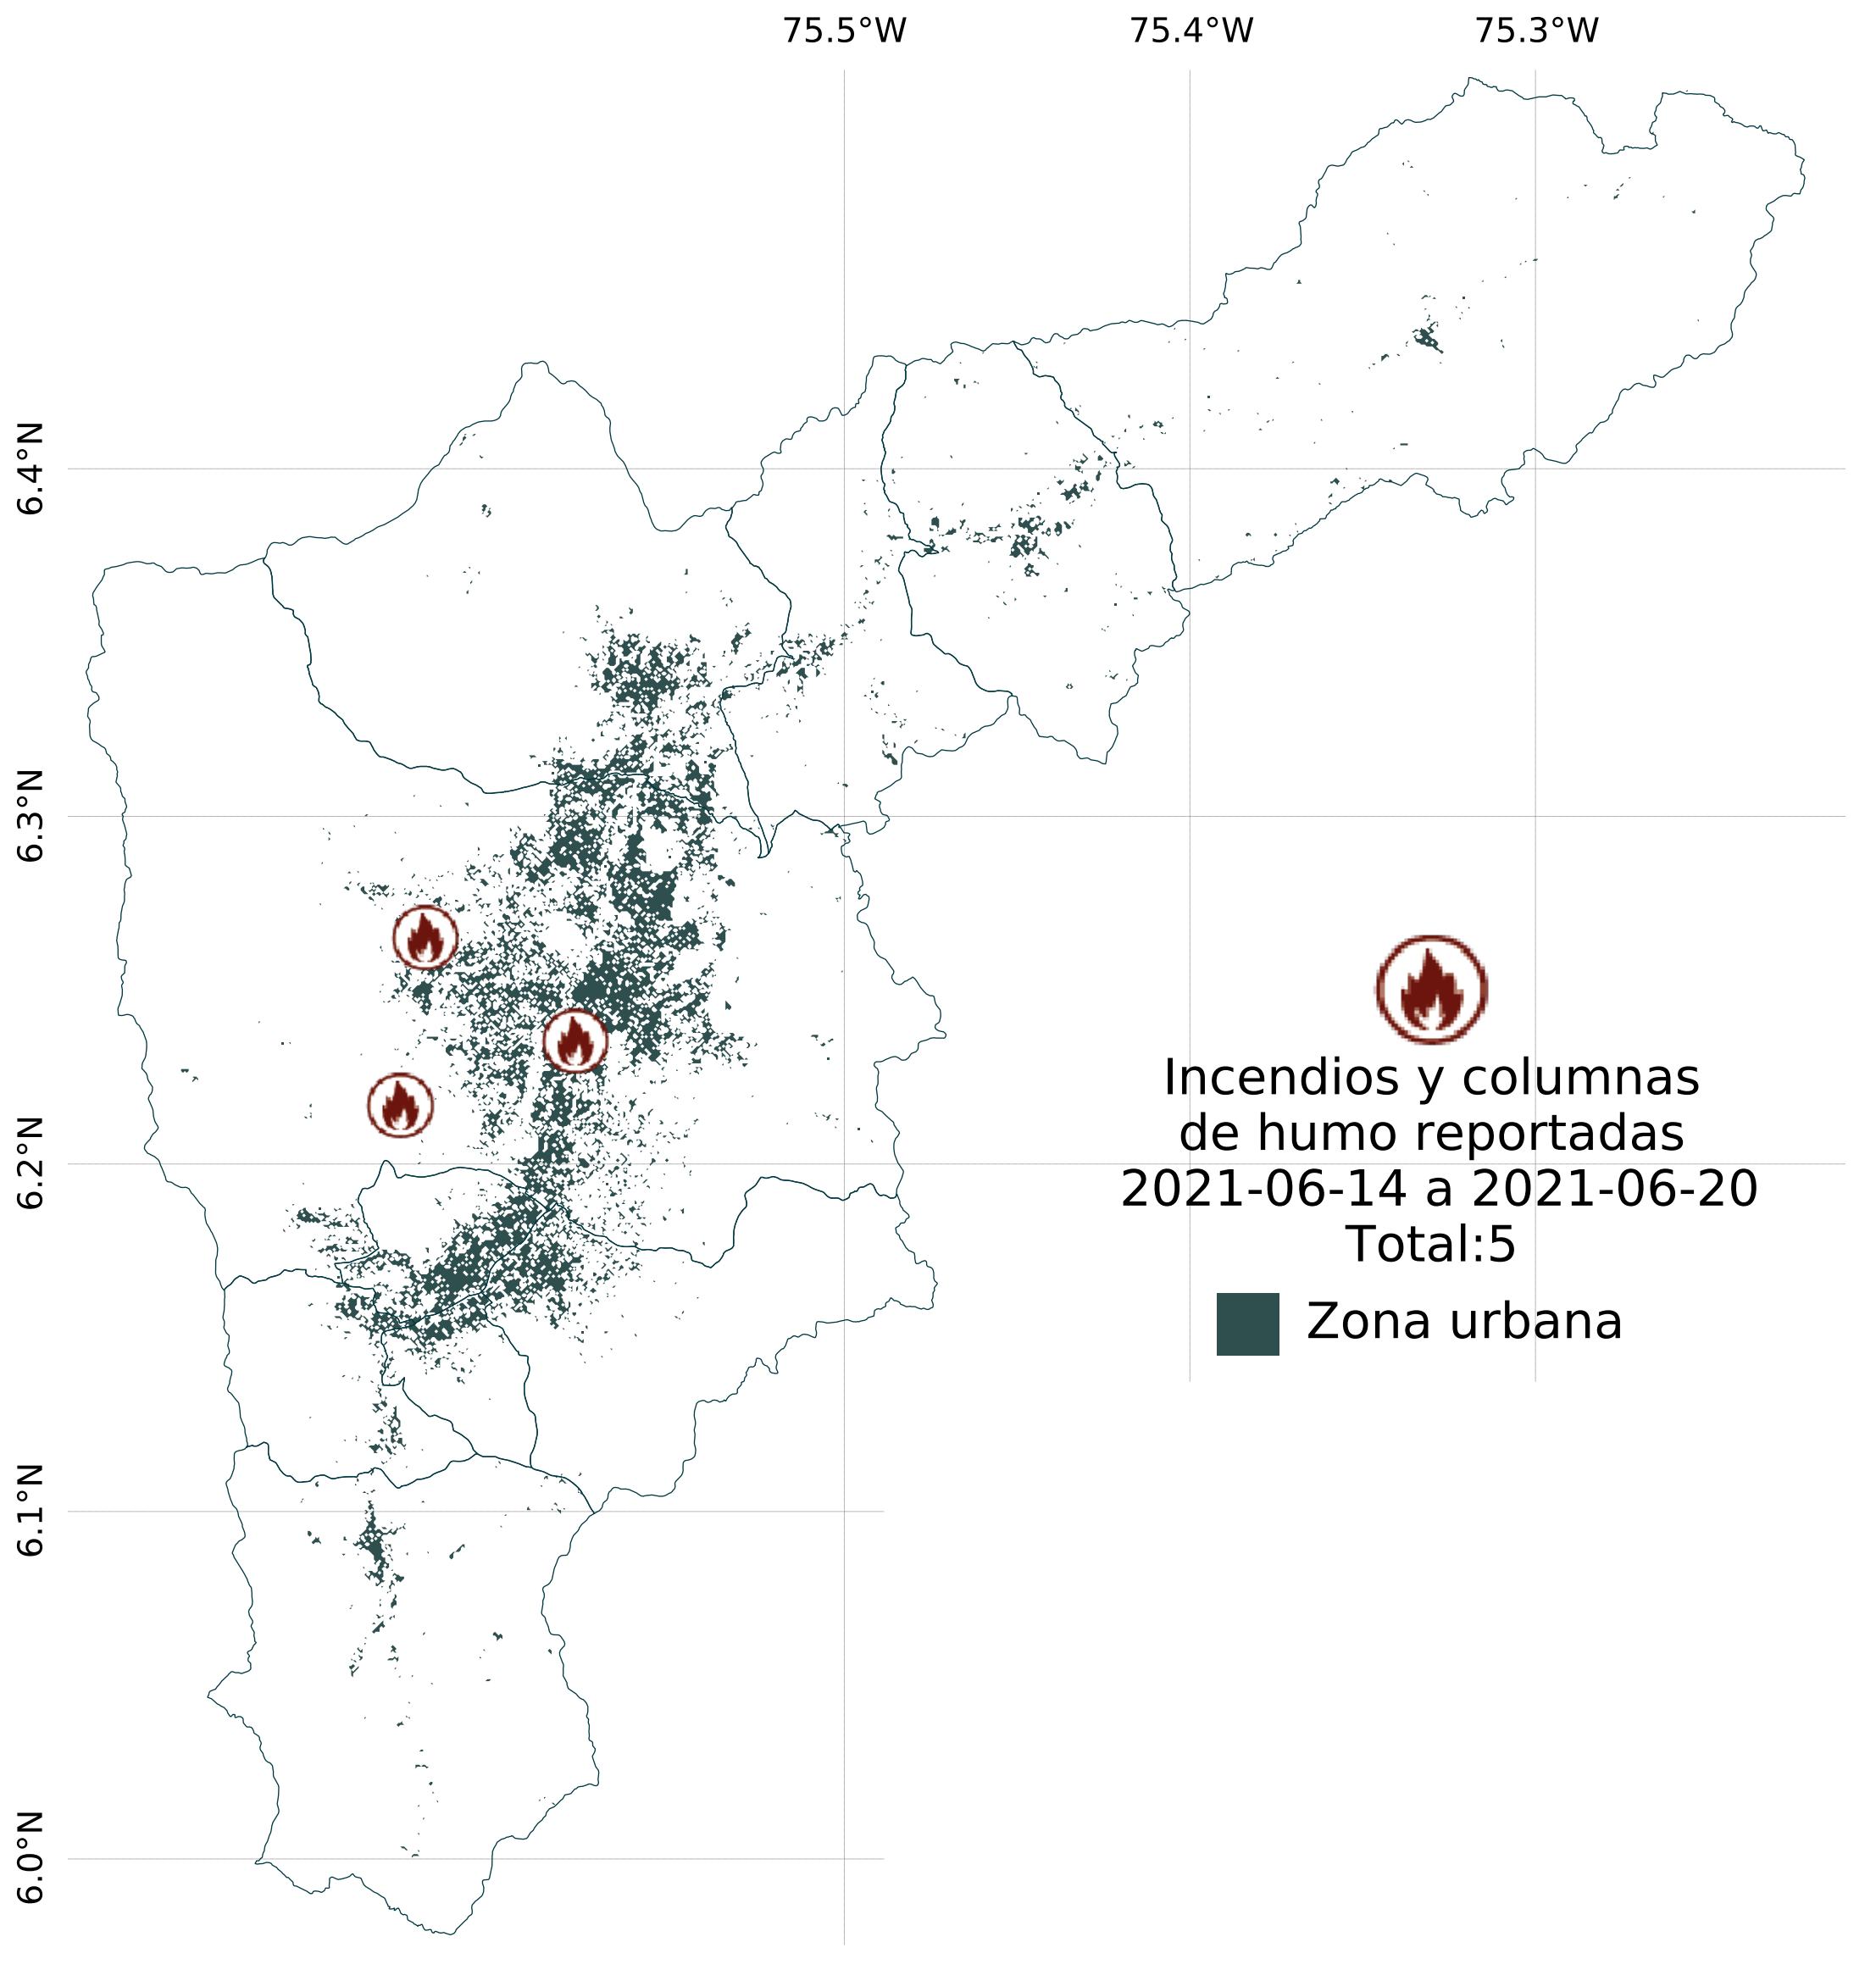 75.5°W
75.4°W
75.3°W
6.4°N
6.3°N
6.2°N
6.1°N
6.0°N
Incendios y columnas
de humo reportadas
2021-06-14 a 2021-06-20
Total:5
Zona urbana